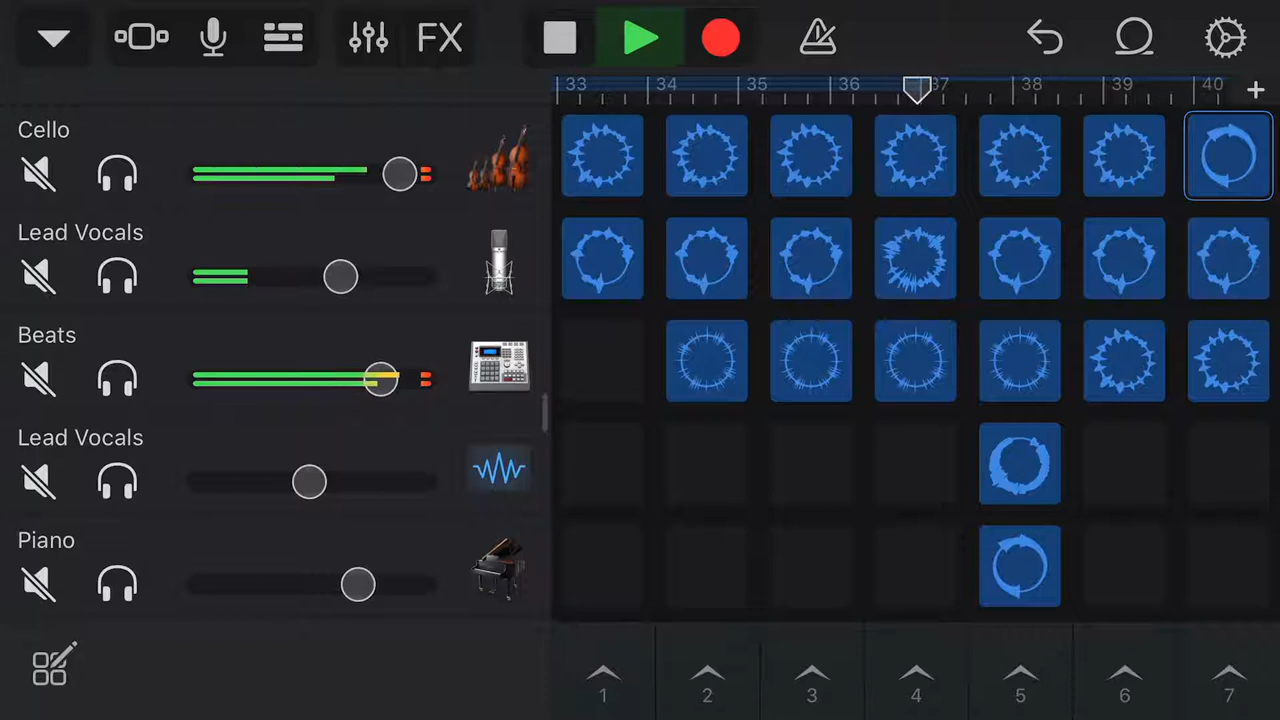 FX
33 34 35 36 37 38 39 40 +
Cello
Lead Vocals
Beats
Lead Vocals
Piano
1 2 3 4 5 6 7